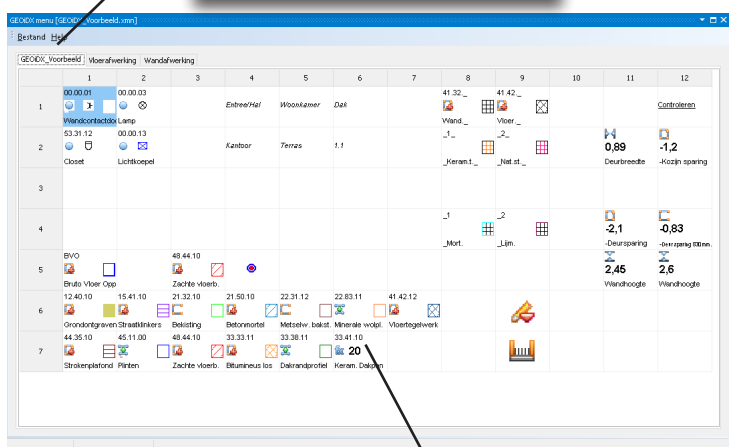 GEOiDX menu [GEOiDX_Voorbeeld.xmn]
Bestand Help
GEOiDX_Voorbeeld Vloerafwerking Wandafwerking
1 2 3 4 5 6 7 8 9 10 11 12
00.00.01 00.00.03 41.32._ 41.42._
1 Entree/Hal Woonkamer Dak Controleren
Wandcontactdo Lamp Wand._ Vloer._
53.31.12 00.00.13 _1_ _2_
2 Kantoor Terras 1.1 0,89 -1,2
Closet Lichtkoepel _Keram.t._ _Nat.st._ Deurbreedte -Kozijn sparing
3
_1 _2
4 -2,1 -0,83
_Mort. _Lijm. -Deursparing -Deursparing 830mm.
BVO 48.44.10
5 2,45 2,6
Bruto Vloer Opp Zachte vloerb. Wandhoogte Wandhoogte
12.40.10 15.41.10 21.32.10 21.50.10 22.31.12 22.83.11 41.42.12
6
Grondontgraven Straatklinkers Bekisting Betonmortel Metselw. bakst. Minerale wolpl. Vloertegelwerk
44.35.10 45.11.00 48.44.10 33.33.11 33.38.11 33.41.10
7 20
Strokenplafond Plinten Zachte vloerb. Bitumineus los Dakrandprofiel Keram. Dakpan